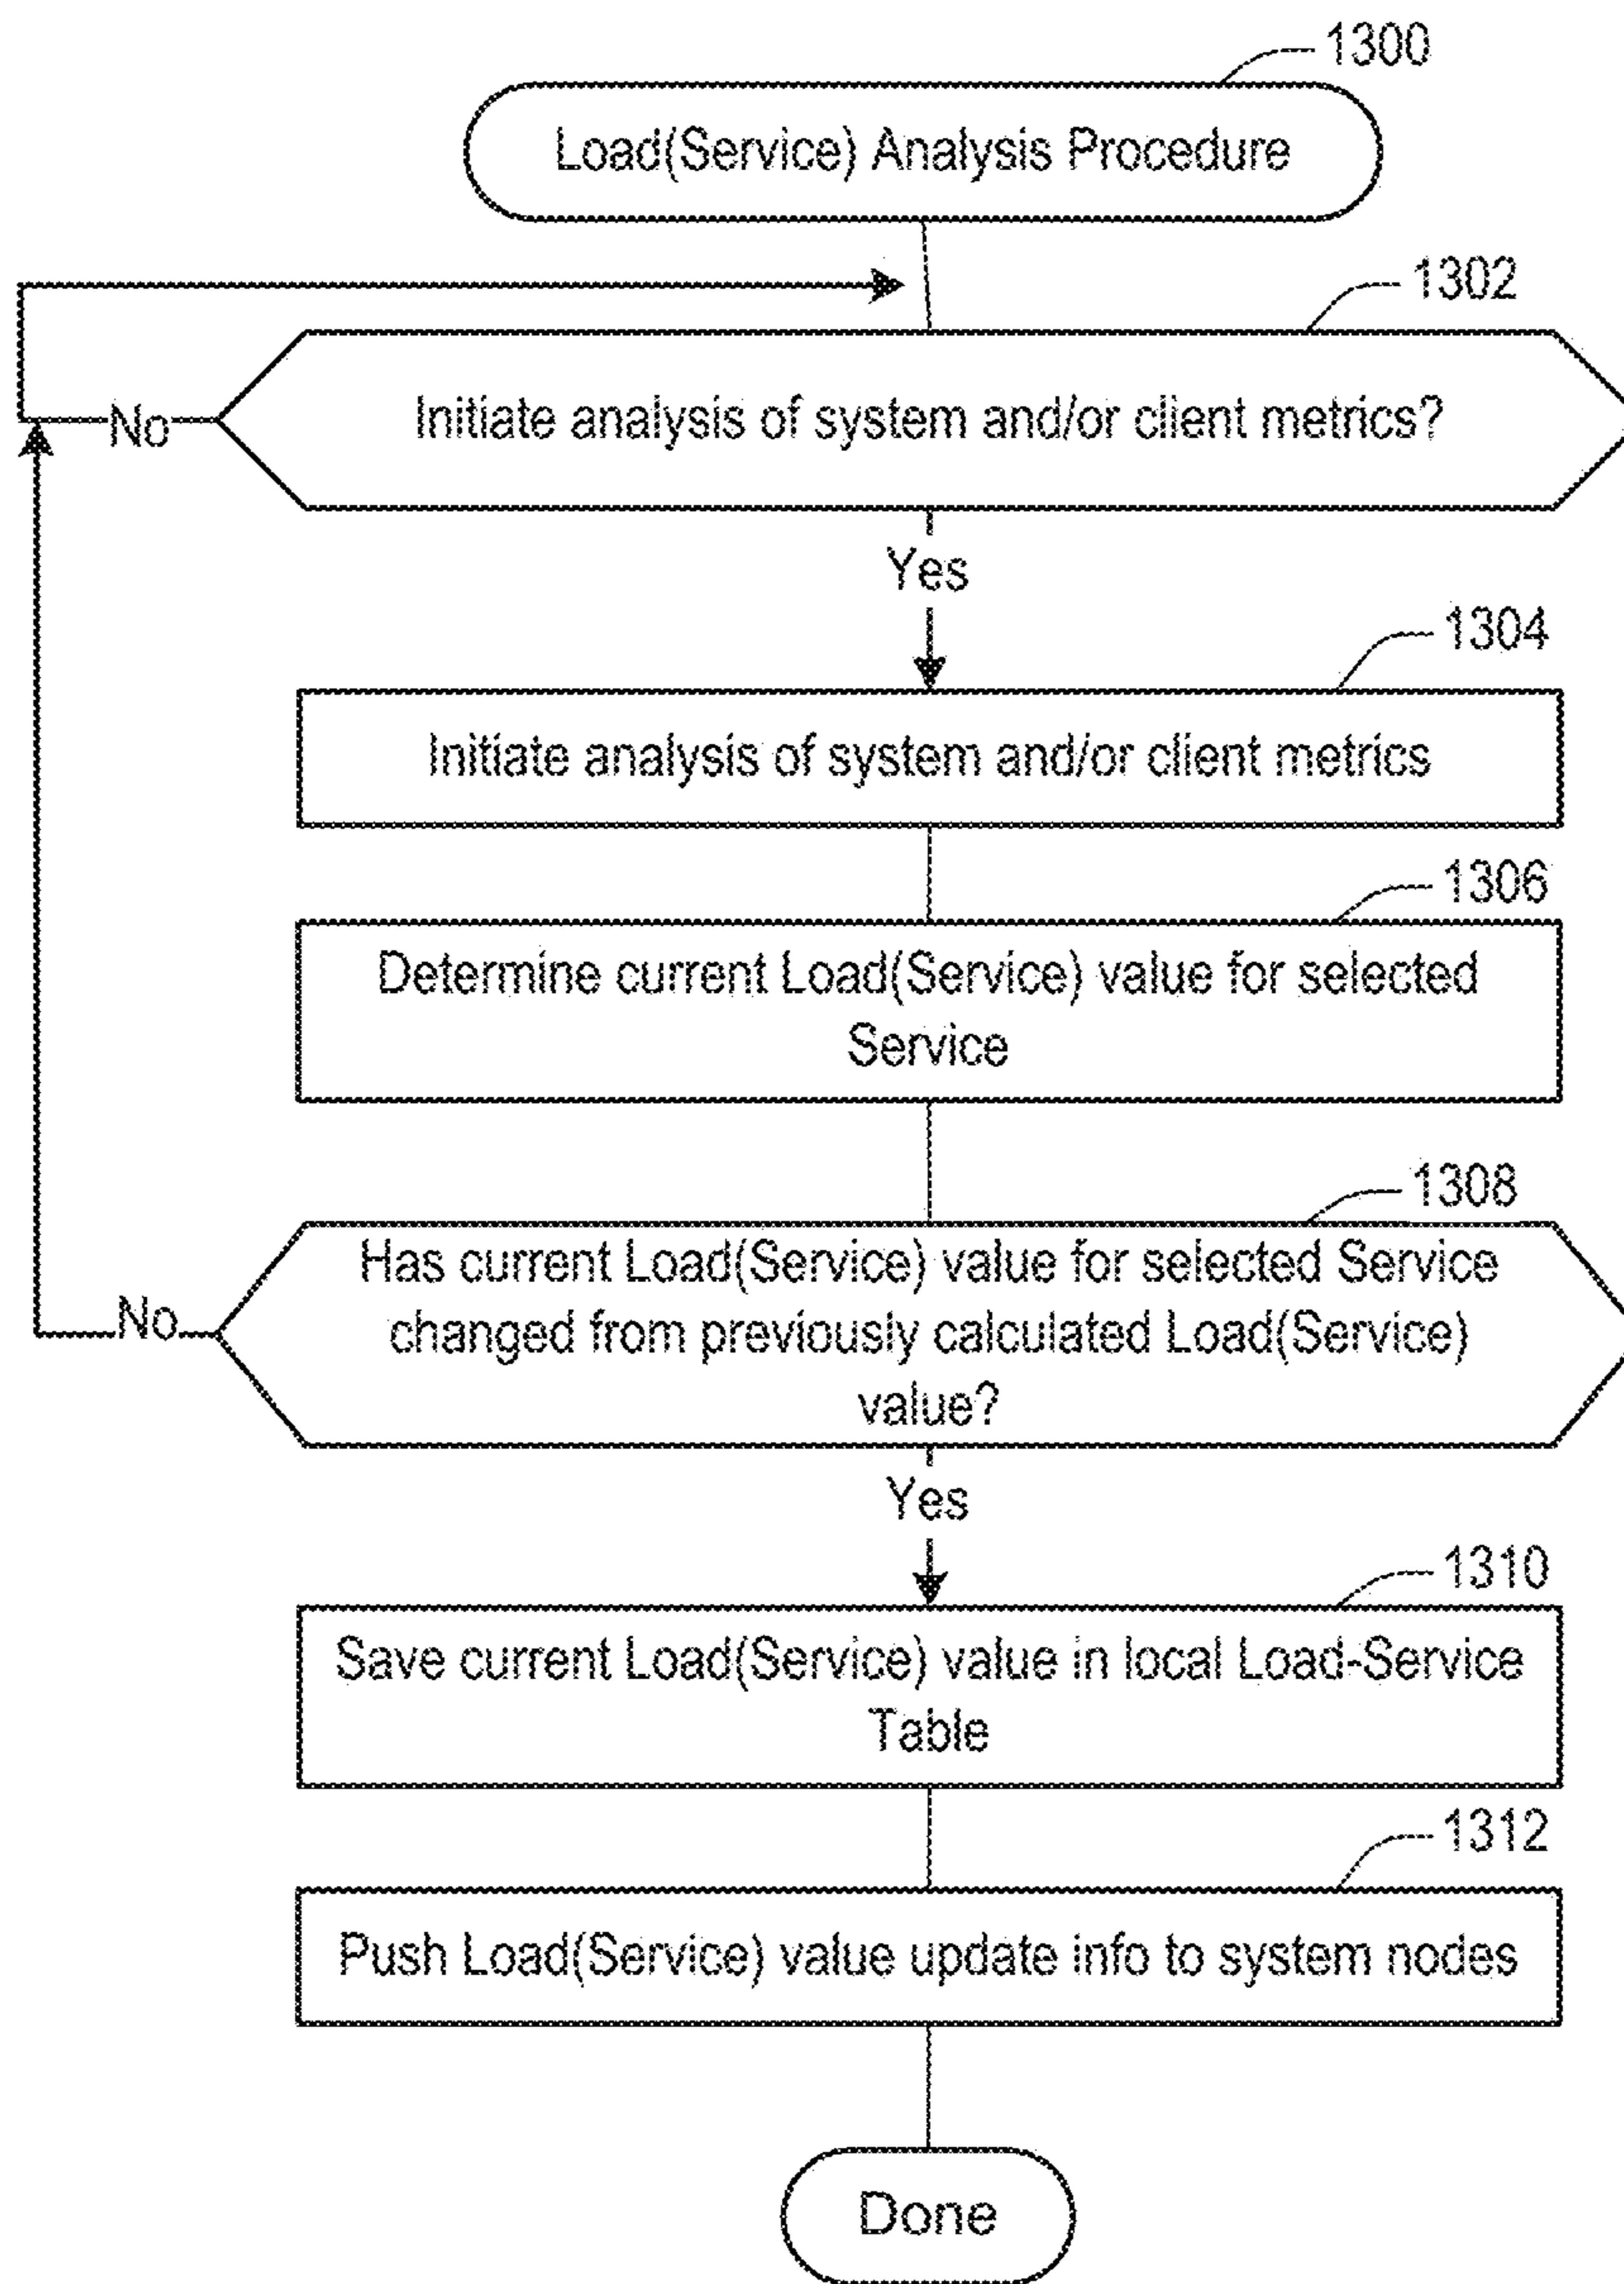 1300
Load(Service) Analysis Procedure
1302
Initiate analysis of system and/or client metrics?
No
Yes
1304
Initiate analysis of system and/or client metrics
1306
Determine current Load(Service) value for selected
Service
1308
Has current Load(Service) value for selected Service
changed from previously calculated Load(Service)
value?
No
Yes
1310
Save current Load(Service) value in local Load-Service
Table
1312
Push Load(Service) value update info to system nodes
Done